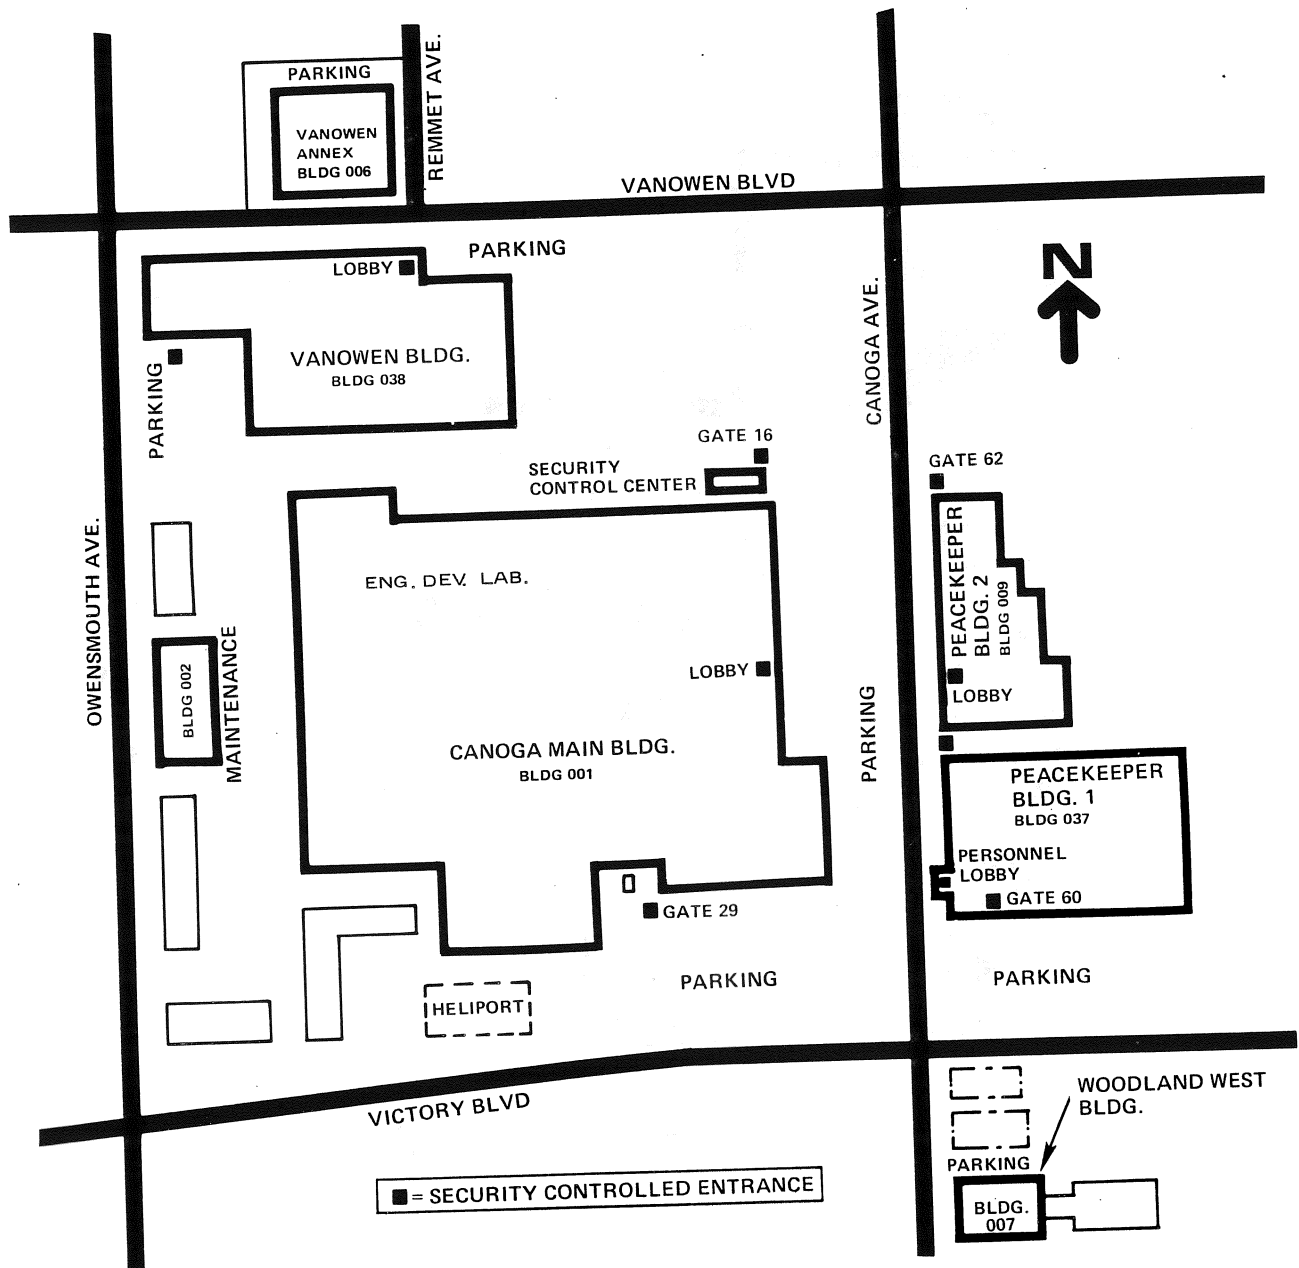 PARKING
VANOWEN
ANNEX
BLDG 006
REMMET AVE.
VANOWEN BLVD
PARKING
LOBBY
N
CANOGA AVE.
VANOWEN BLDG.
BLDG 038
PARKING
GATE 16
SECURITY
CONTROL CENTER
GATE 62
OWENSMOUTH AVE.
ENG. DEV. LAB.
PEACEKEEPER
BLDG. 2
BLDG 009
LOBBY
BLDG 002
MAINTENANCE
LOBBY
PARKING
CANOGA MAIN BLDG.
BLDG 001
PEACEKEEPER
BLDG. 1
BLDG 037
PERSONNEL
LOBBY
GATE 60
GATE 29
PARKING
PARKING
HELIPORT
VICTORY BLVD
WOODLAND WEST
BLDG.
PARKING
BLDG.
007
■ = SECURITY CONTROLLED ENTRANCE